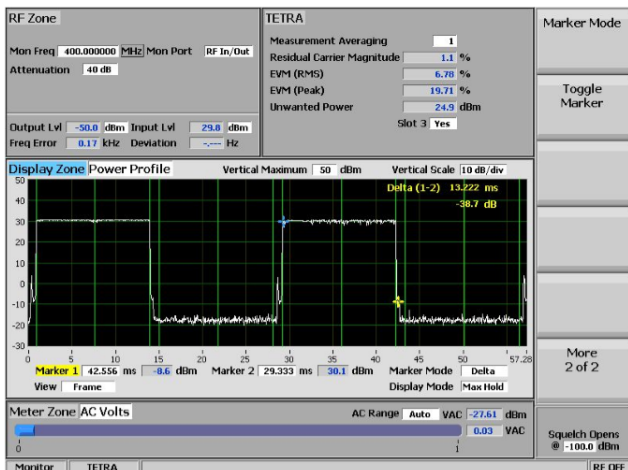 RF Zone
Mon Freq 400.000000 MHz Mon Port RF In/Out
Attenuation 40 dB
Output Lvl -50.0 dBm Input Lvl 29.8 dBm
Freq Error 0.17 kHz Deviation -.--- Hz
TETRA
Measurement Averaging 1
Residual Carrier Magnitude 1.1 %
EVM (RMS) 6.78 %
EVM (Peak) 19.71 %
Unwanted Power 24.9 dBm
Slot 3 Yes
Marker Mode
Toggle
Marker
Display Zone Power Profile Vertical Maximum 50 dBm Vertical Scale 10 dB/div
Delta (1-2) 13.222 ms
-38.7 dB
50
40
30
20
10
0
-10
-20
-30
0 5 10 15 20 25 30 35 40 45 50 57.28
Marker 1 42.556 ms -8.6 dBm Marker 2 29.333 ms 30.1 dBm Marker Mode Delta
View Frame Display Mode Max Hold
More
2 of 2
Meter Zone AC Volts AC Range Auto VAC -27.61 dBm
0.03 VAC
0 1
Squelch Opens
@ -100.0 dBm
Monitor TETRA RF OFF